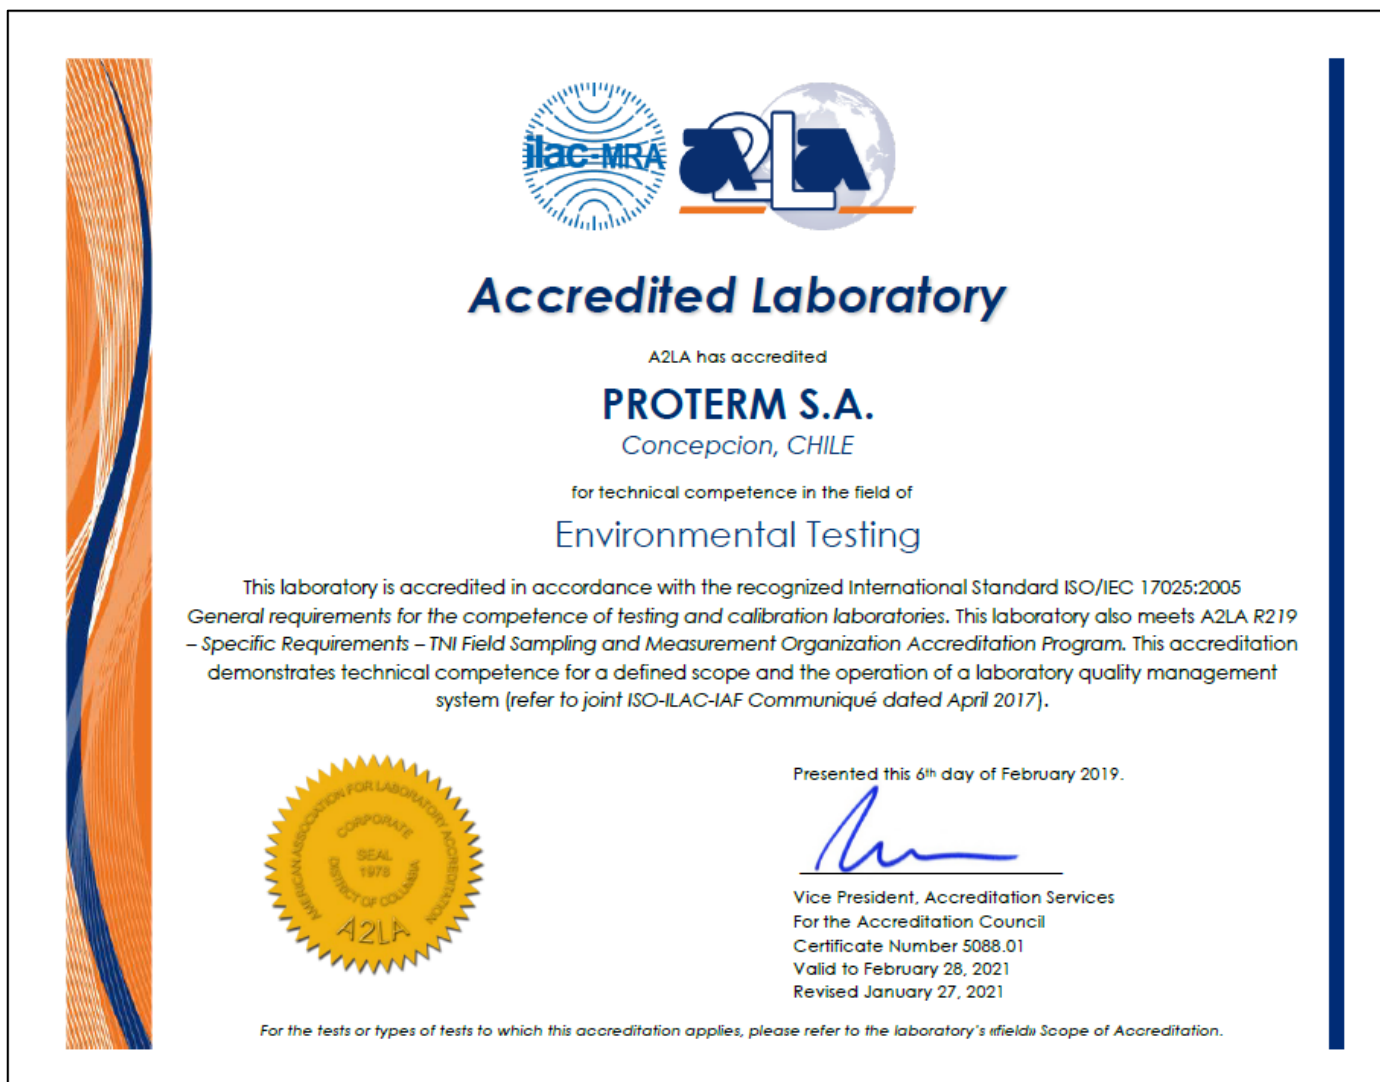 ilac-MRA
A2LA
Accredited Laboratory
A2LA has accredited
PROTERM S.A.
Concepcion, CHILE
for technical competence in the field of
Environmental Testing
This laboratory is accredited in accordance with the recognized International Standard ISO/IEC 17025:2005
General requirements for the competence of testing and calibration laboratories. This laboratory also meets A2LA R219
– Specific Requirements – TNI Field Sampling and Measurement Organization Accreditation Program. This accreditation
demonstrates technical competence for a defined scope and the operation of a laboratory quality management
system (refer to joint ISO-ILAC-IAF Communiqué dated April 2017).
AMERICAN ASSOCIATION FOR LABORATORY ACCREDITATION
CORPORATE
SEAL
1978
DISTRICT OF COLUMBIA
A2LA
Presented this 6th day of February 2019.
Vice President, Accreditation Services
For the Accreditation Council
Certificate Number 5088.01
Valid to February 28, 2021
Revised January 27, 2021
For the tests or types of tests to which this accreditation applies, please refer to the laboratory's «field» Scope of Accreditation.